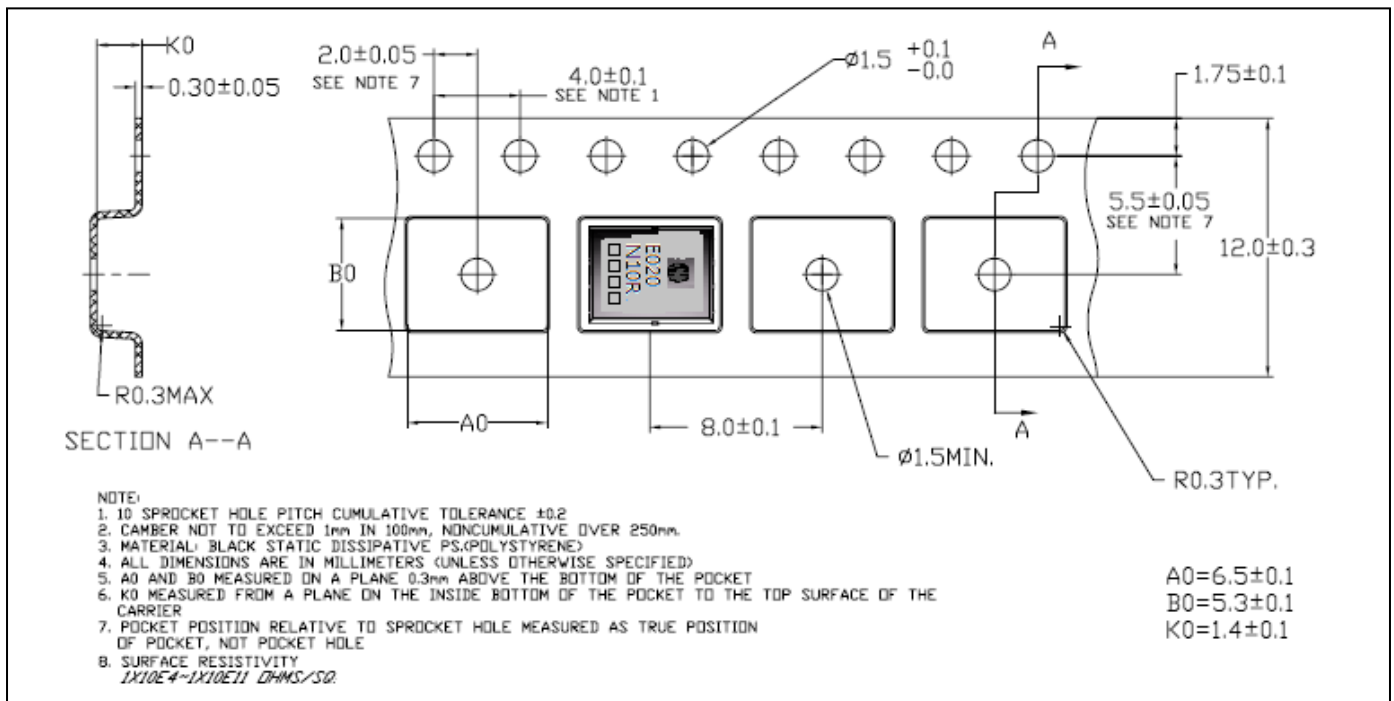 K0
0.30±0.05
2.0±0.05
SEE NOTE 7
4.0±0.1
SEE NOTE 1
Ø1.5 +0.1
-0.0
A
1.75±0.1
5.5±0.05
SEE NOTE 7
12.0±0.3
B0
E020
N10R
□□□□
R0.3MAX
SECTION A--A
A0
8.0±0.1
Ø1.5MIN.
A
R0.3TYP.
NOTE:
1. 10 SPROCKET HOLE PITCH CUMULATIVE TOLERANCE ±0.2
2. CAMBER NOT TO EXCEED 1mm IN 100mm, NONCUMULATIVE OVER 250mm.
3. MATERIAL: BLACK STATIC DISSIPATIVE PS.(POLYSTYRENE)
4. ALL DIMENSIONS ARE IN MILLIMETERS (UNLESS OTHERWISE SPECIFIED)
5. A0 AND B0 MEASURED ON A PLANE 0.3mm ABOVE THE BOTTOM OF THE POCKET
6. K0 MEASURED FROM A PLANE ON THE INSIDE BOTTOM OF THE POCKET TO THE TOP SURFACE OF THE
CARRIER
7. POCKET POSITION RELATIVE TO SPROCKET HOLE MEASURED AS TRUE POSITION
OF POCKET, NOT POCKET HOLE
8. SURFACE RESISTIVITY
1X10E4~1X10E11 OHMS/SQ.
A0=6.5±0.1
B0=5.3±0.1
K0=1.4±0.1